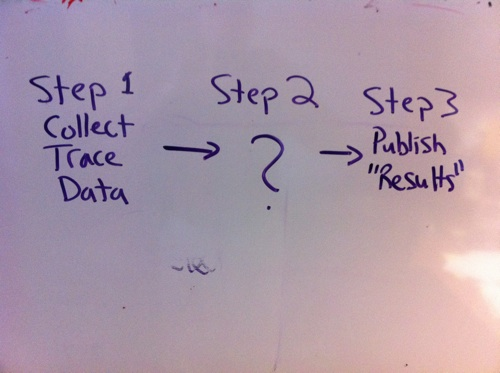 Step 1
Collect
Trace
Data
→
Step 2
?
→
Step 3
Publish
"Results"